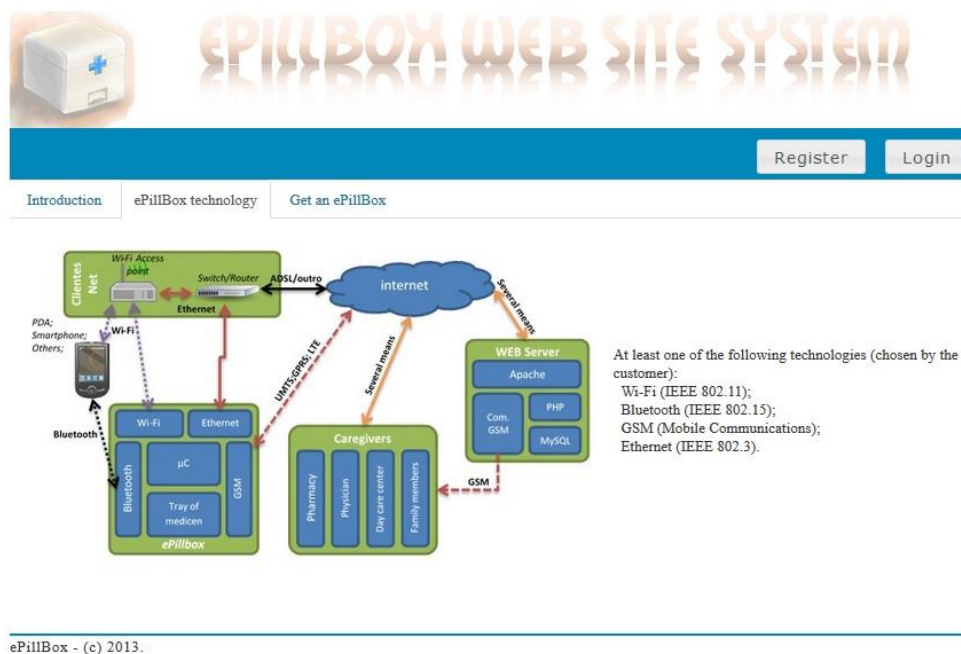 EPILLBOX WEB SITE SYSTEM
Register Login
Introduction ePillBox technology Get an ePillBox
Clientes
Net
Wi-Fi Access
point
Switch/Router
Ethernet
ADSL/outro
internet
PDA;
Smartphone;
Others;
Wi-Fi
Bluetooth
UMTS;GPRS; LTE
Several means
Several means
Wi-Fi
Ethernet
Bluetooth
µC
Tray of
medicen
GSM
ePillbox
Caregivers
Pharmacy
Physician
Day care center
Family members
WEB Server
Apache
Com.
GSM
PHP
MySQL
GSM
At least one of the following technologies (chosen by the
customer):
Wi-Fi (IEEE 802.11);
Bluetooth (IEEE 802.15);
GSM (Mobile Communications);
Ethernet (IEEE 802.3).
ePillBox - (c) 2013.